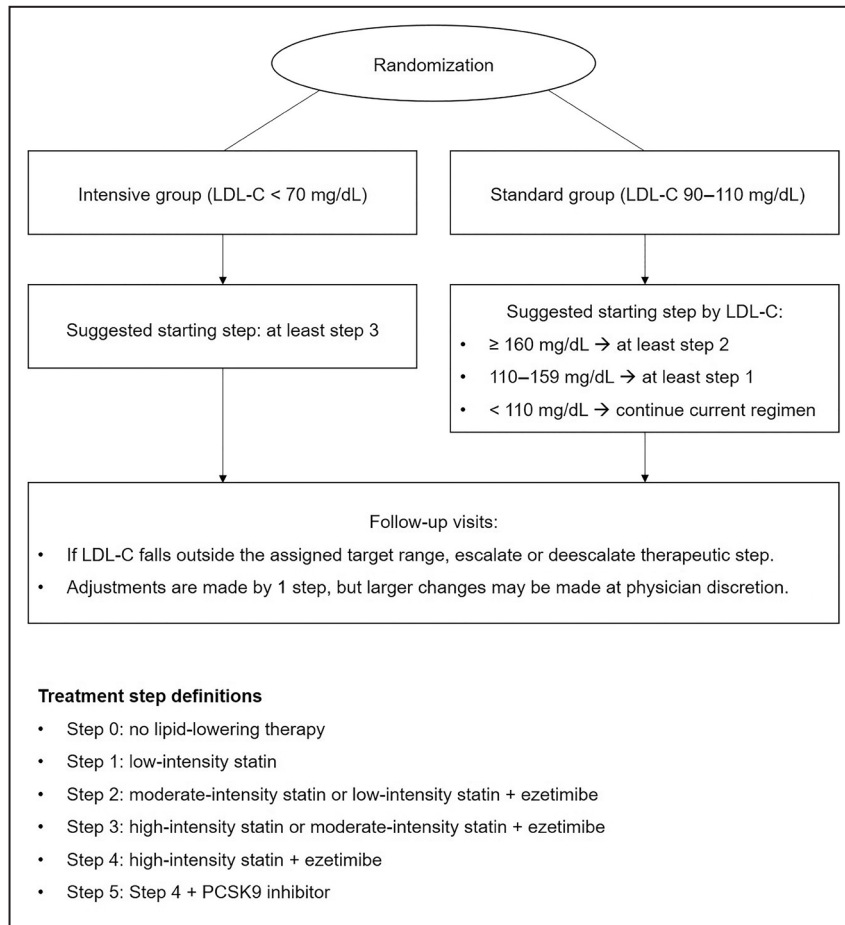 Randomization
Intensive group (LDL-C < 70 mg/dL)
Standard group (LDL-C 90–110 mg/dL)
Suggested starting step: at least step 3
Suggested starting step by LDL-C:
• ≥ 160 mg/dL → at least step 2
• 110–159 mg/dL → at least step 1
• < 110 mg/dL → continue current regimen
Follow-up visits:
• If LDL-C falls outside the assigned target range, escalate or deescalate therapeutic step.
• Adjustments are made by 1 step, but larger changes may be made at physician discretion.
Treatment step definitions
• Step 0: no lipid-lowering therapy
• Step 1: low-intensity statin
• Step 2: moderate-intensity statin or low-intensity statin + ezetimibe
• Step 3: high-intensity statin or moderate-intensity statin + ezetimibe
• Step 4: high-intensity statin + ezetimibe
• Step 5: Step 4 + PCSK9 inhibitor